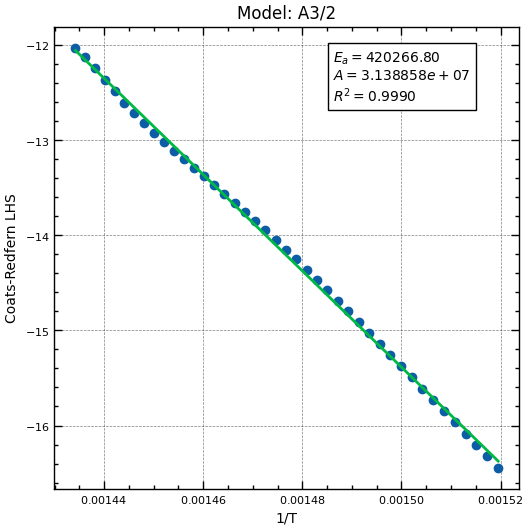 Model: A3/2
−12
−13
−14
−15
−16
Coats-Redfern LHS
E_a = 420266.80
A = 3.138858e + 07
R² = 0.9990
0.00144
0.00146
0.00148
0.00150
0.00152
1/T